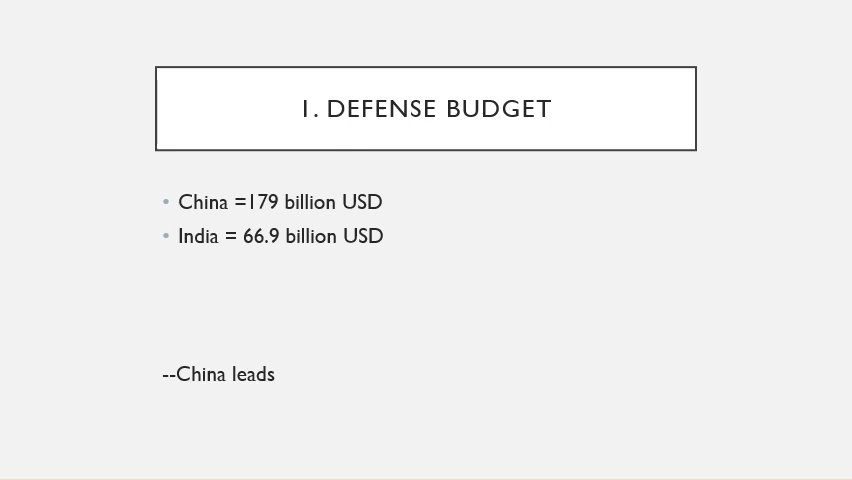 1. DEFENSE BUDGET
• China =179 billion USD
• India = 66.9 billion USD
--China leads